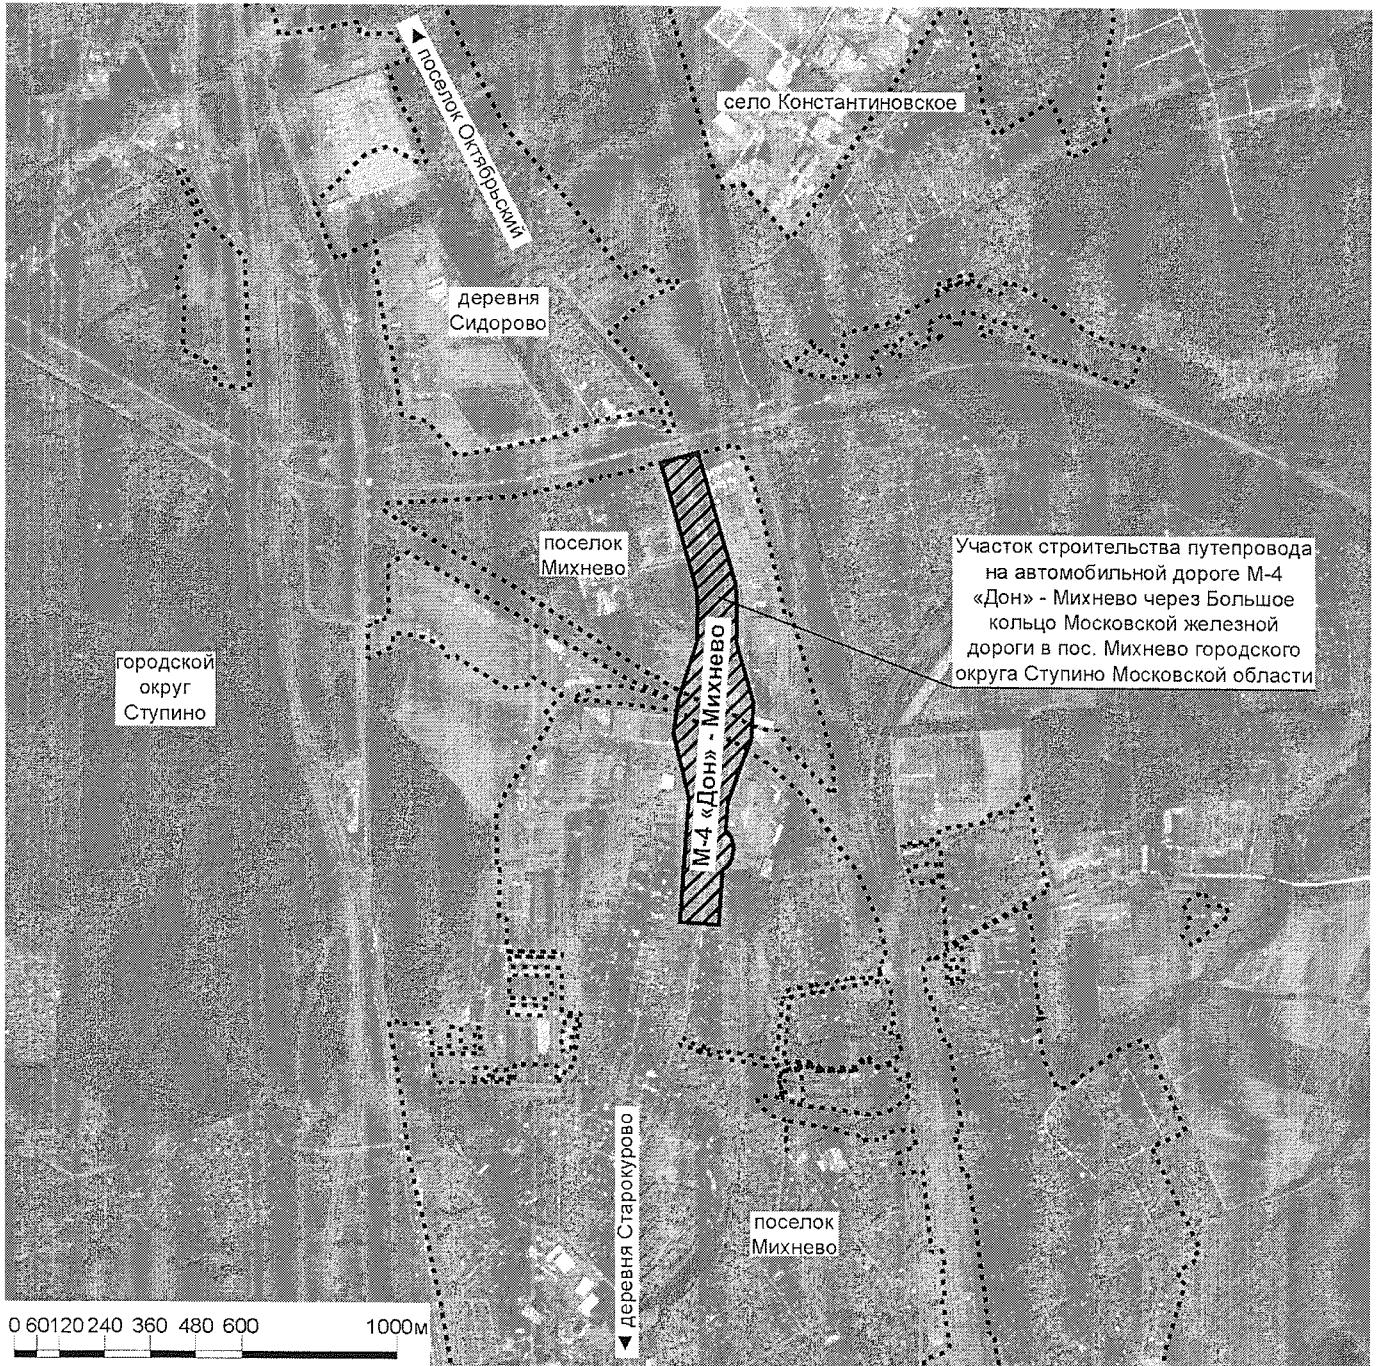 ◄ поселок Октябрьский
село Константиновское
деревня
Сидорово
поселок
Михнево
Участок строительства путепровода
на автомобильной дороге М-4
«Дон» - Михнево через Большое
кольцо Московской железной
дороги в пос. Михнево городского
округа Ступино Московской области
городской
округ
Ступино
М-4 «Дон» - Михнево
◄ деревня Старокурово
поселок
Михнево
0 60 120 240 360 480 600 1000м